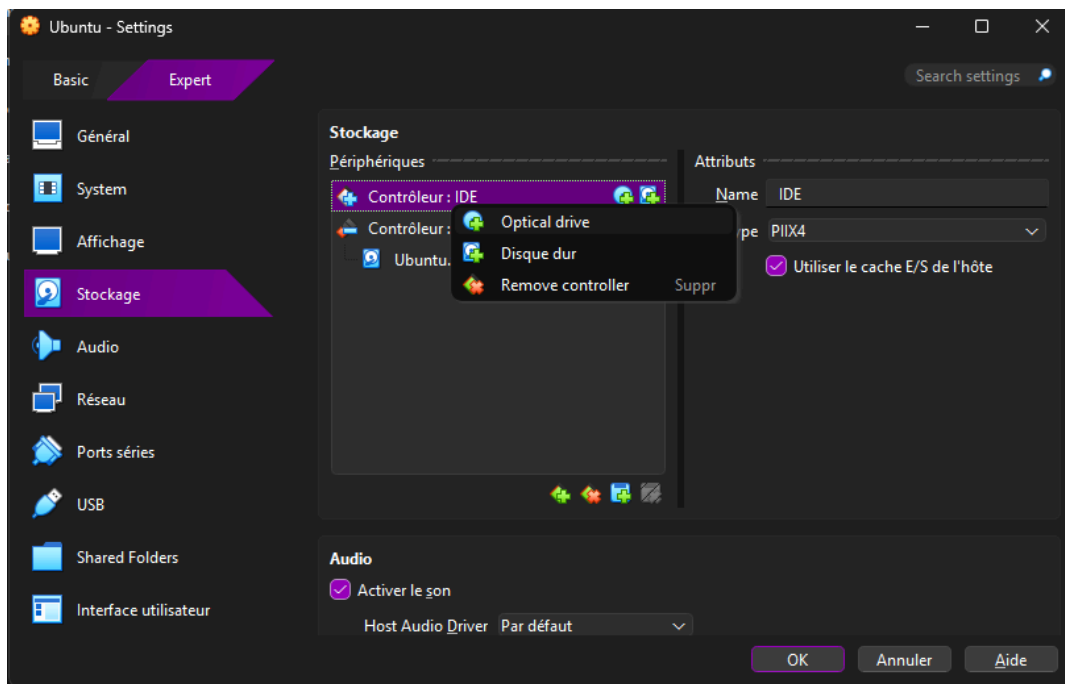 Ubuntu - Settings
Basic Expert
Search settings
Général
System
Affichage
Stockage
Audio
Réseau
Ports séries
USB
Shared Folders
Interface utilisateur
Stockage
Périphériques
Contrôleur : IDE
Contrôleur :
Ubuntu.
Optical drive
Disque dur
Remove controller Suppr
Attributs
Name IDE
PIIX4
Utiliser le cache E/S de l'hôte
Audio
Activer le son
Host Audio Driver Par défaut
OK Annuler Aide